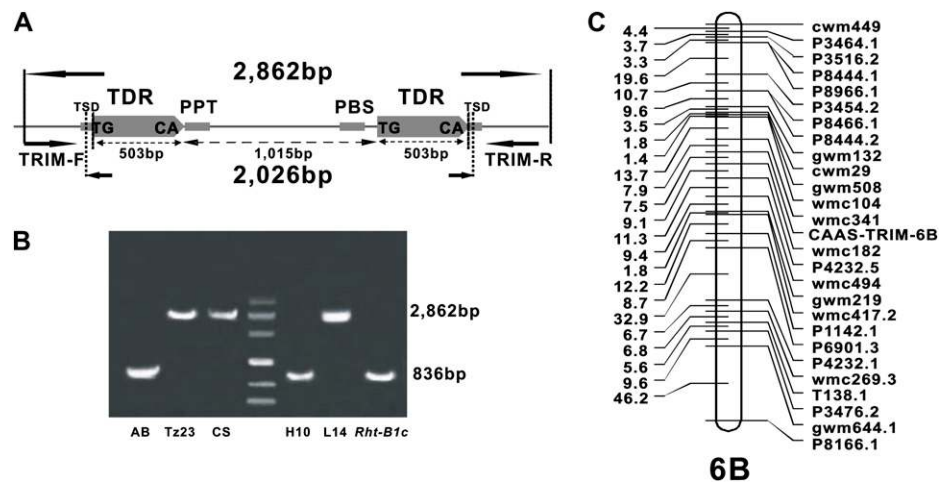 A
2,862bp
TDR
TDR
TSD
PPT
PBS
TSD
TG
CA
TG
CA
TRIM-F
503bp
1,015bp
503bp
TRIM-R
2,026bp
B
2,862bp
836bp
AB
Tz23
CS
H10
L14
Rht-B1c
C
4.4
3.7
3.3
19.6
10.7
9.6
3.5
1.8
1.4
13.7
7.9
7.5
9.1
11.3
9.4
1.8
12.2
8.7
32.9
6.7
6.8
5.6
9.6
46.2
cwm449
P3464.1
P3516.2
P8444.1
P8966.1
P3454.2
P8466.1
P8444.2
gwm132
cwm29
gwm508
wmc104
wmc341
CAAS-TRIM-6B
wmc182
P4232.5
wmc494
gwm219
wmc417.2
P1142.1
P6901.3
P4232.1
wmc269.3
T138.1
P3476.2
gwm644.1
P8166.1
6B